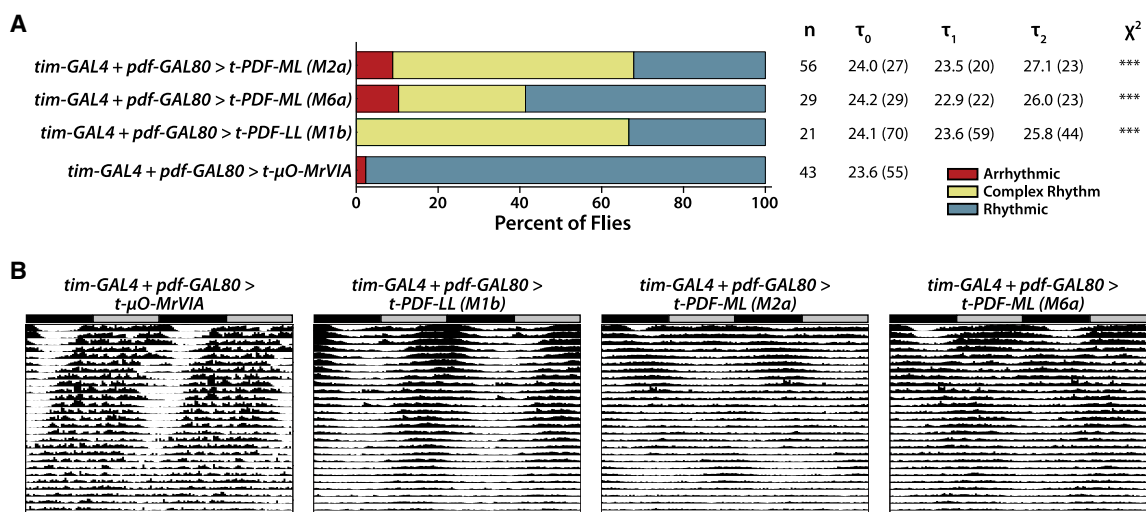 A
n τ0 τ1 τ2 χ2
tim-GAL4 + pdf-GAL80 > t-PDF-ML (M2a) 56 24.0 (27) 23.5 (20) 27.1 (23) ***
tim-GAL4 + pdf-GAL80 > t-PDF-ML (M6a) 29 24.2 (29) 22.9 (22) 26.0 (23) ***
tim-GAL4 + pdf-GAL80 > t-PDF-LL (M1b) 21 24.1 (70) 23.6 (59) 25.8 (44) ***
tim-GAL4 + pdf-GAL80 > t-μO-MrVIA 43 23.6 (55)
0 20 40 60 80 100
Percent of Flies
Arrhythmic
Complex Rhythm
Rhythmic
B
tim-GAL4 + pdf-GAL80 >
t-μO-MrVIA
tim-GAL4 + pdf-GAL80 >
t-PDF-LL (M1b)
tim-GAL4 + pdf-GAL80 >
t-PDF-ML (M2a)
tim-GAL4 + pdf-GAL80 >
t-PDF-ML (M6a)